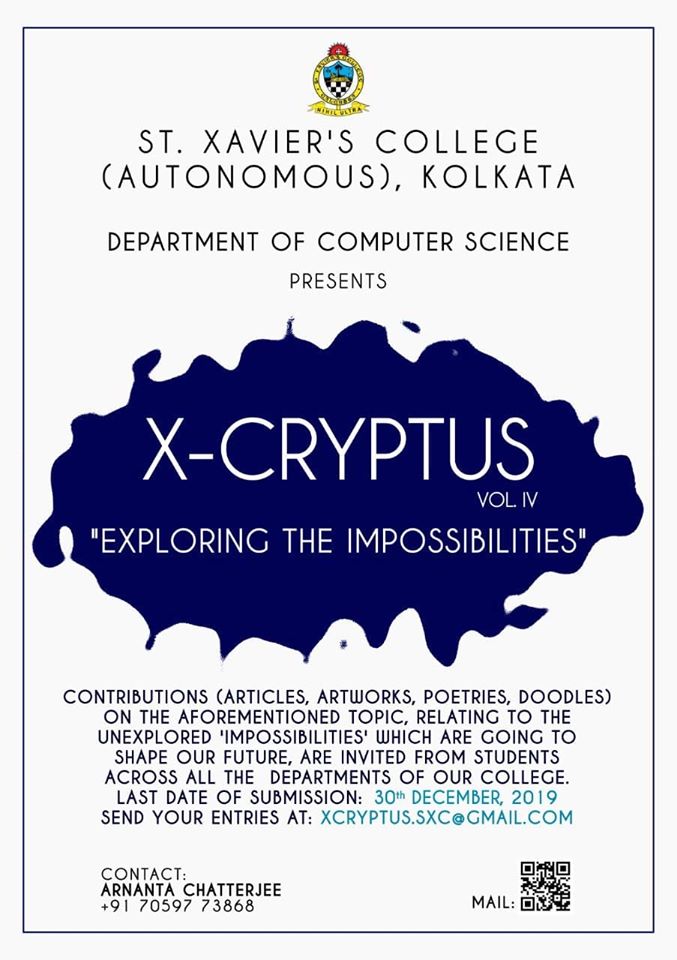 NIHIL ULTRA
ST. XAVIER'S COLLEGE
(AUTONOMOUS), KOLKATA
DEPARTMENT OF COMPUTER SCIENCE
PRESENTS
X-CRYPTUS
VOL. IV
"EXPLORING THE IMPOSSIBILITIES"
CONTRIBUTIONS (ARTICLES, ARTWORKS, POETRIES, DOODLES)
ON THE AFOREMENTIONED TOPIC, RELATING TO THE
UNEXPLORED 'IMPOSSIBILITIES' WHICH ARE GOING TO
SHAPE OUR FUTURE, ARE INVITED FROM STUDENTS
ACROSS ALL THE DEPARTMENTS OF OUR COLLEGE.
LAST DATE OF SUBMISSION: 30th DECEMBER, 2019
SEND YOUR ENTRIES AT: XCRYPTUS.SXC@GMAIL.COM
CONTACT:
ARNANTA CHATTERJEE
+91 70597 73868
MAIL: